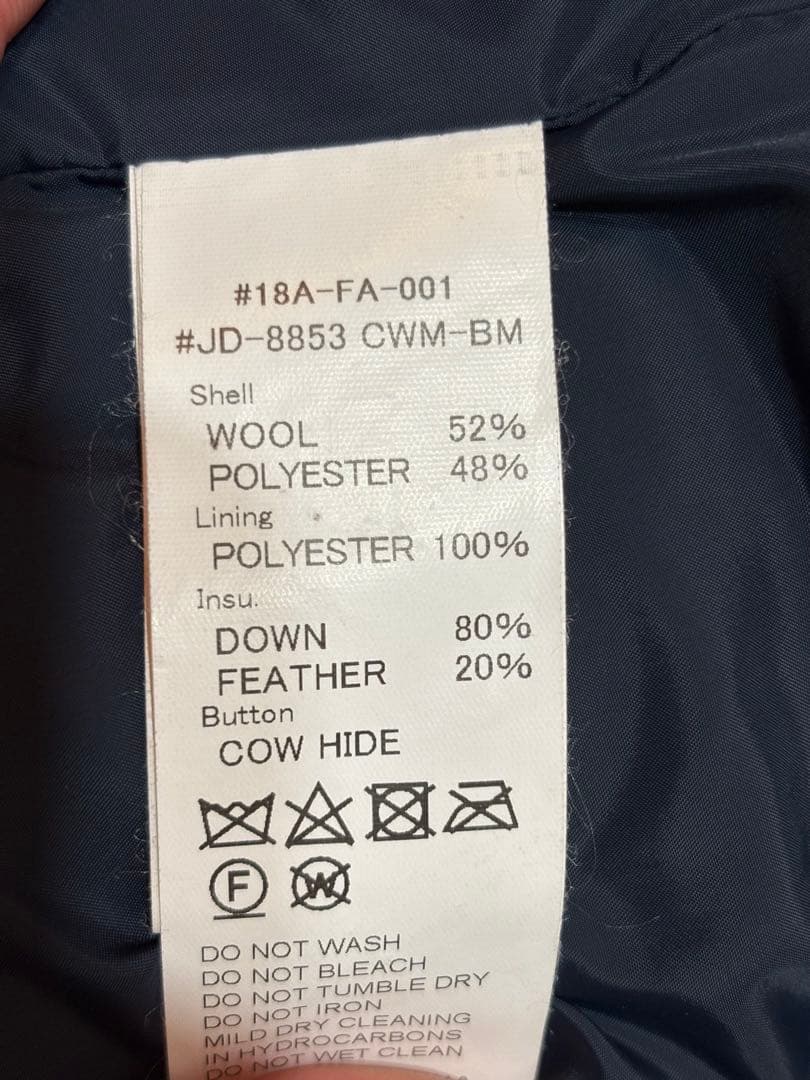 #18A-FA-001
#JD-8853 CWM-BM
Shell
WOOL 52%
POLYESTER 48%
Lining
POLYESTER 100%
Insu.
DOWN 80%
FEATHER 20%
Button
COW HIDE
F W
DO NOT WASH
DO NOT BLEACH
DO NOT TUMBLE DRY
DO NOT IRON
MILD DRY CLEANING
IN HYDROCARBONS
DO NOT WET CLEAN